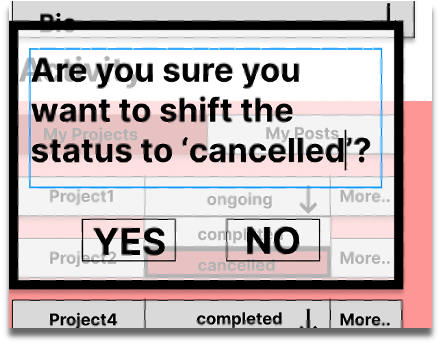 Bio
Activity
Are you sure you
want to shift the
status to ‘cancelled’?
My Projects My Posts
Project1 ongoing More..
YES NO
completed
Project2 cancelled More..
Project4 completed More..